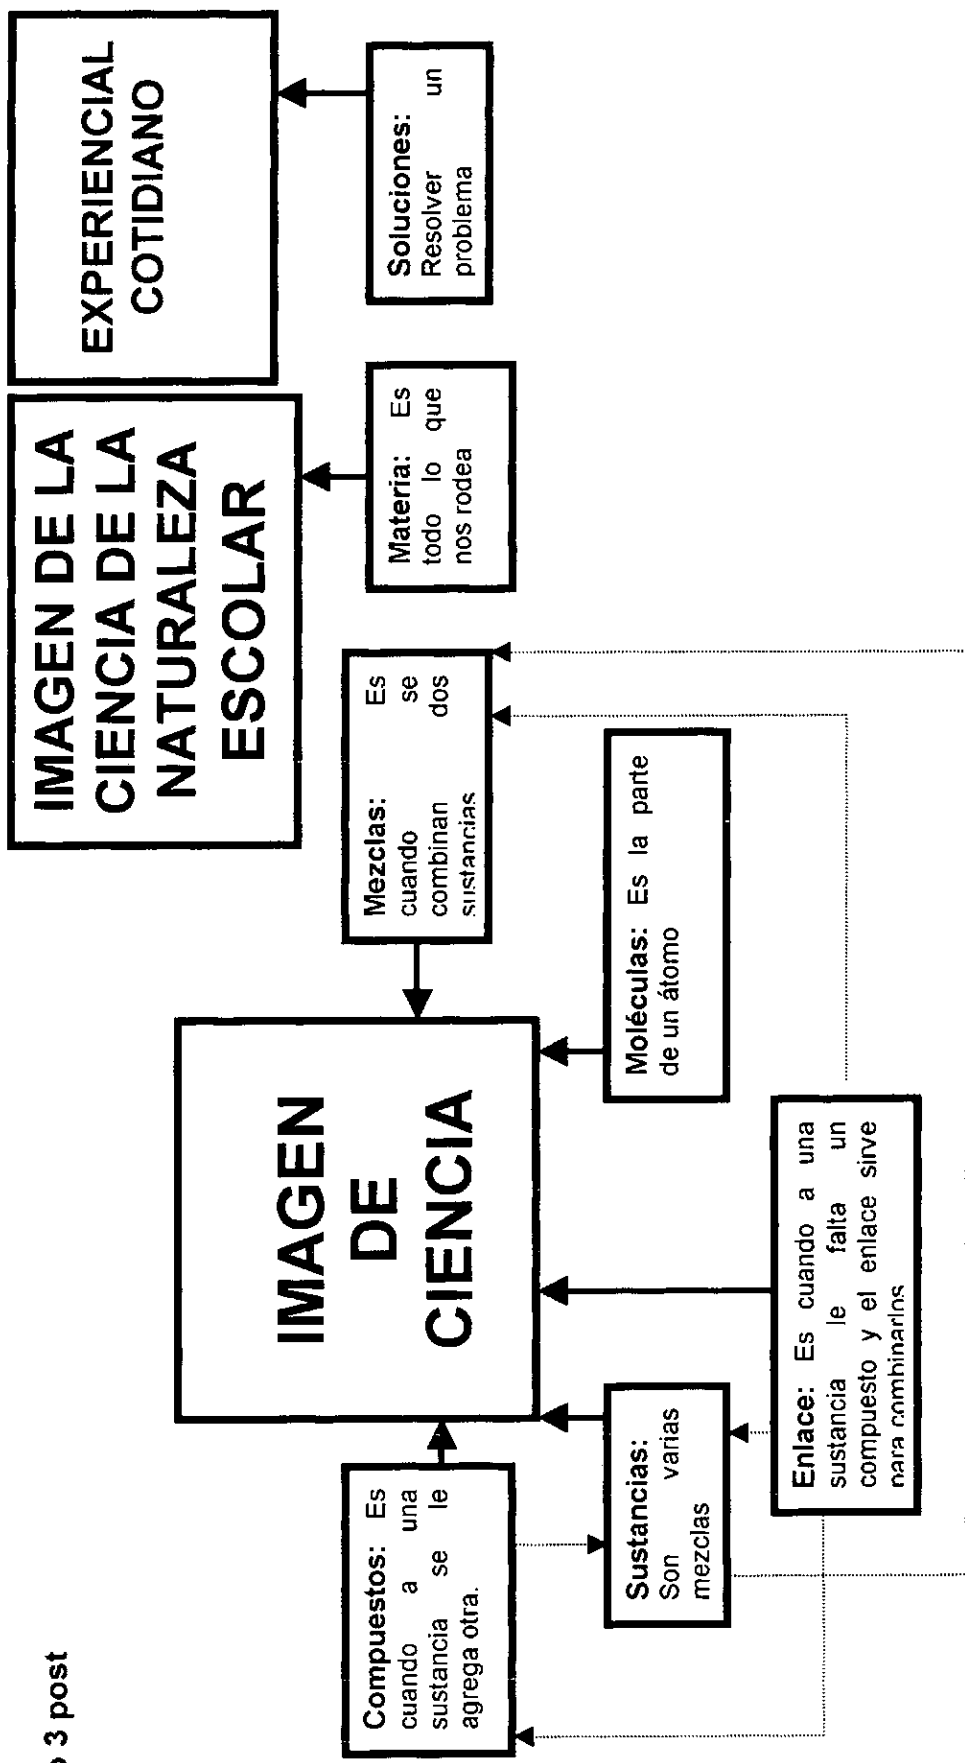 3 post
IMAGEN DE LA
CIENCIA DE LA
NATURALEZA
ESCOLAR
EXPERIENCIAL
COTIDIANO
IMAGEN
DE
CIENCIA
Compuestos: Es
cuando a una
sustancia se le
agrega otra.
Mezclas: Es
cuando se
combinan dos
sustancias
Materia: Es
todo lo que
nos rodea
Soluciones:
Resolver un
problema
Sustancias:
Son varias
mezclas
Moléculas: Es la parte
de un átomo
Enlace: Es cuando a una
sustancia le falta un
compuesto y el enlace sirve
para combinarlos